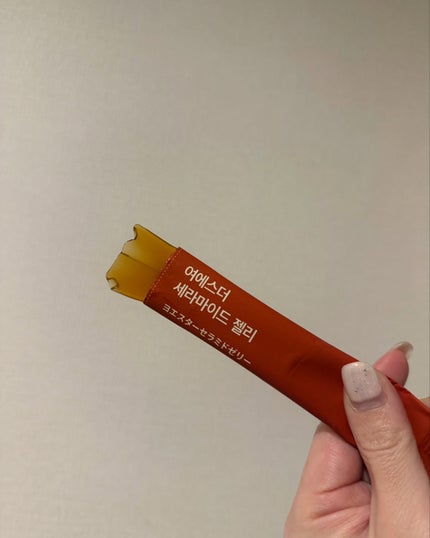 여에스더
세라마이드 젤리
ヨエスターセラミドゼリー